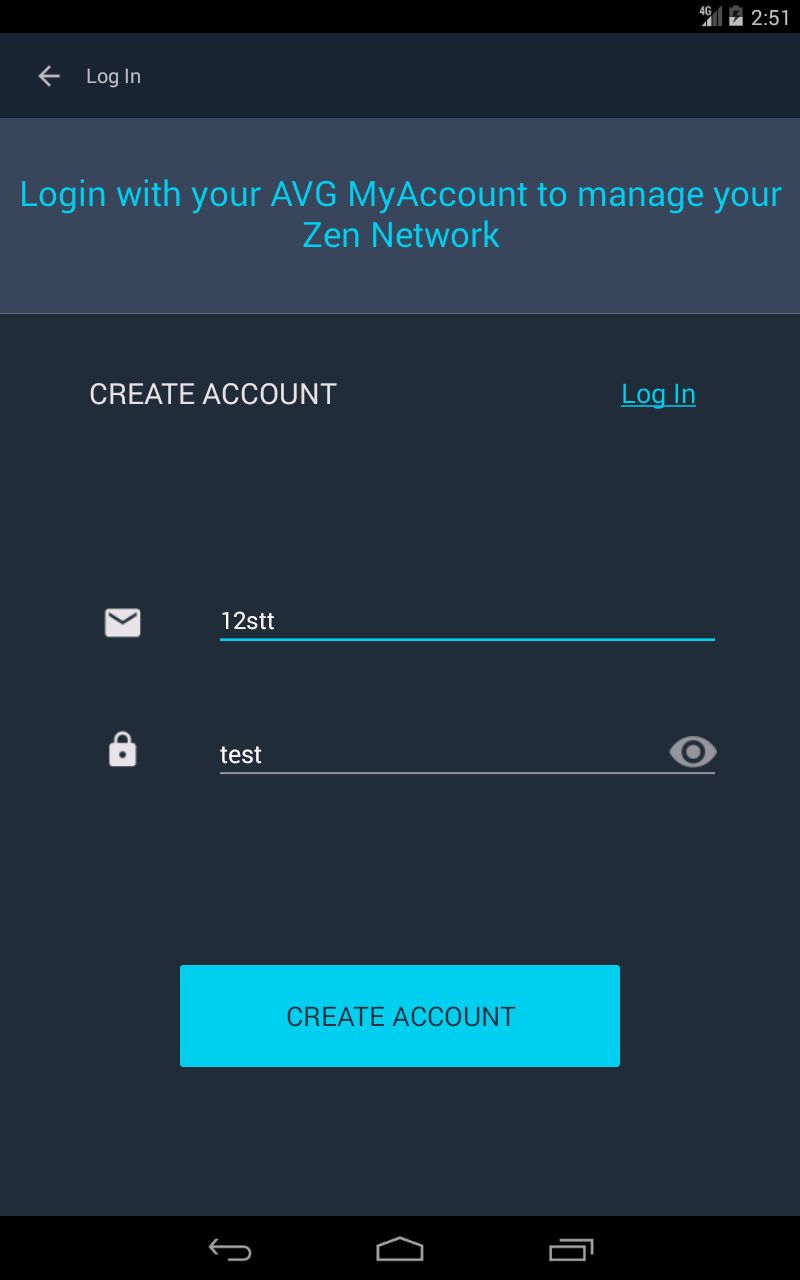 4G 2:51
Log In
Login with your AVG MyAccount to manage your
Zen Network
CREATE ACCOUNT Log In
12stt
test
CREATE ACCOUNT